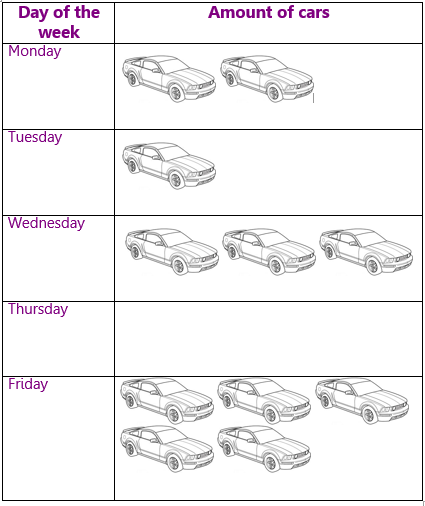 Day of the
week
Amount of cars
Monday
Tuesday
Wednesday
Thursday
Friday